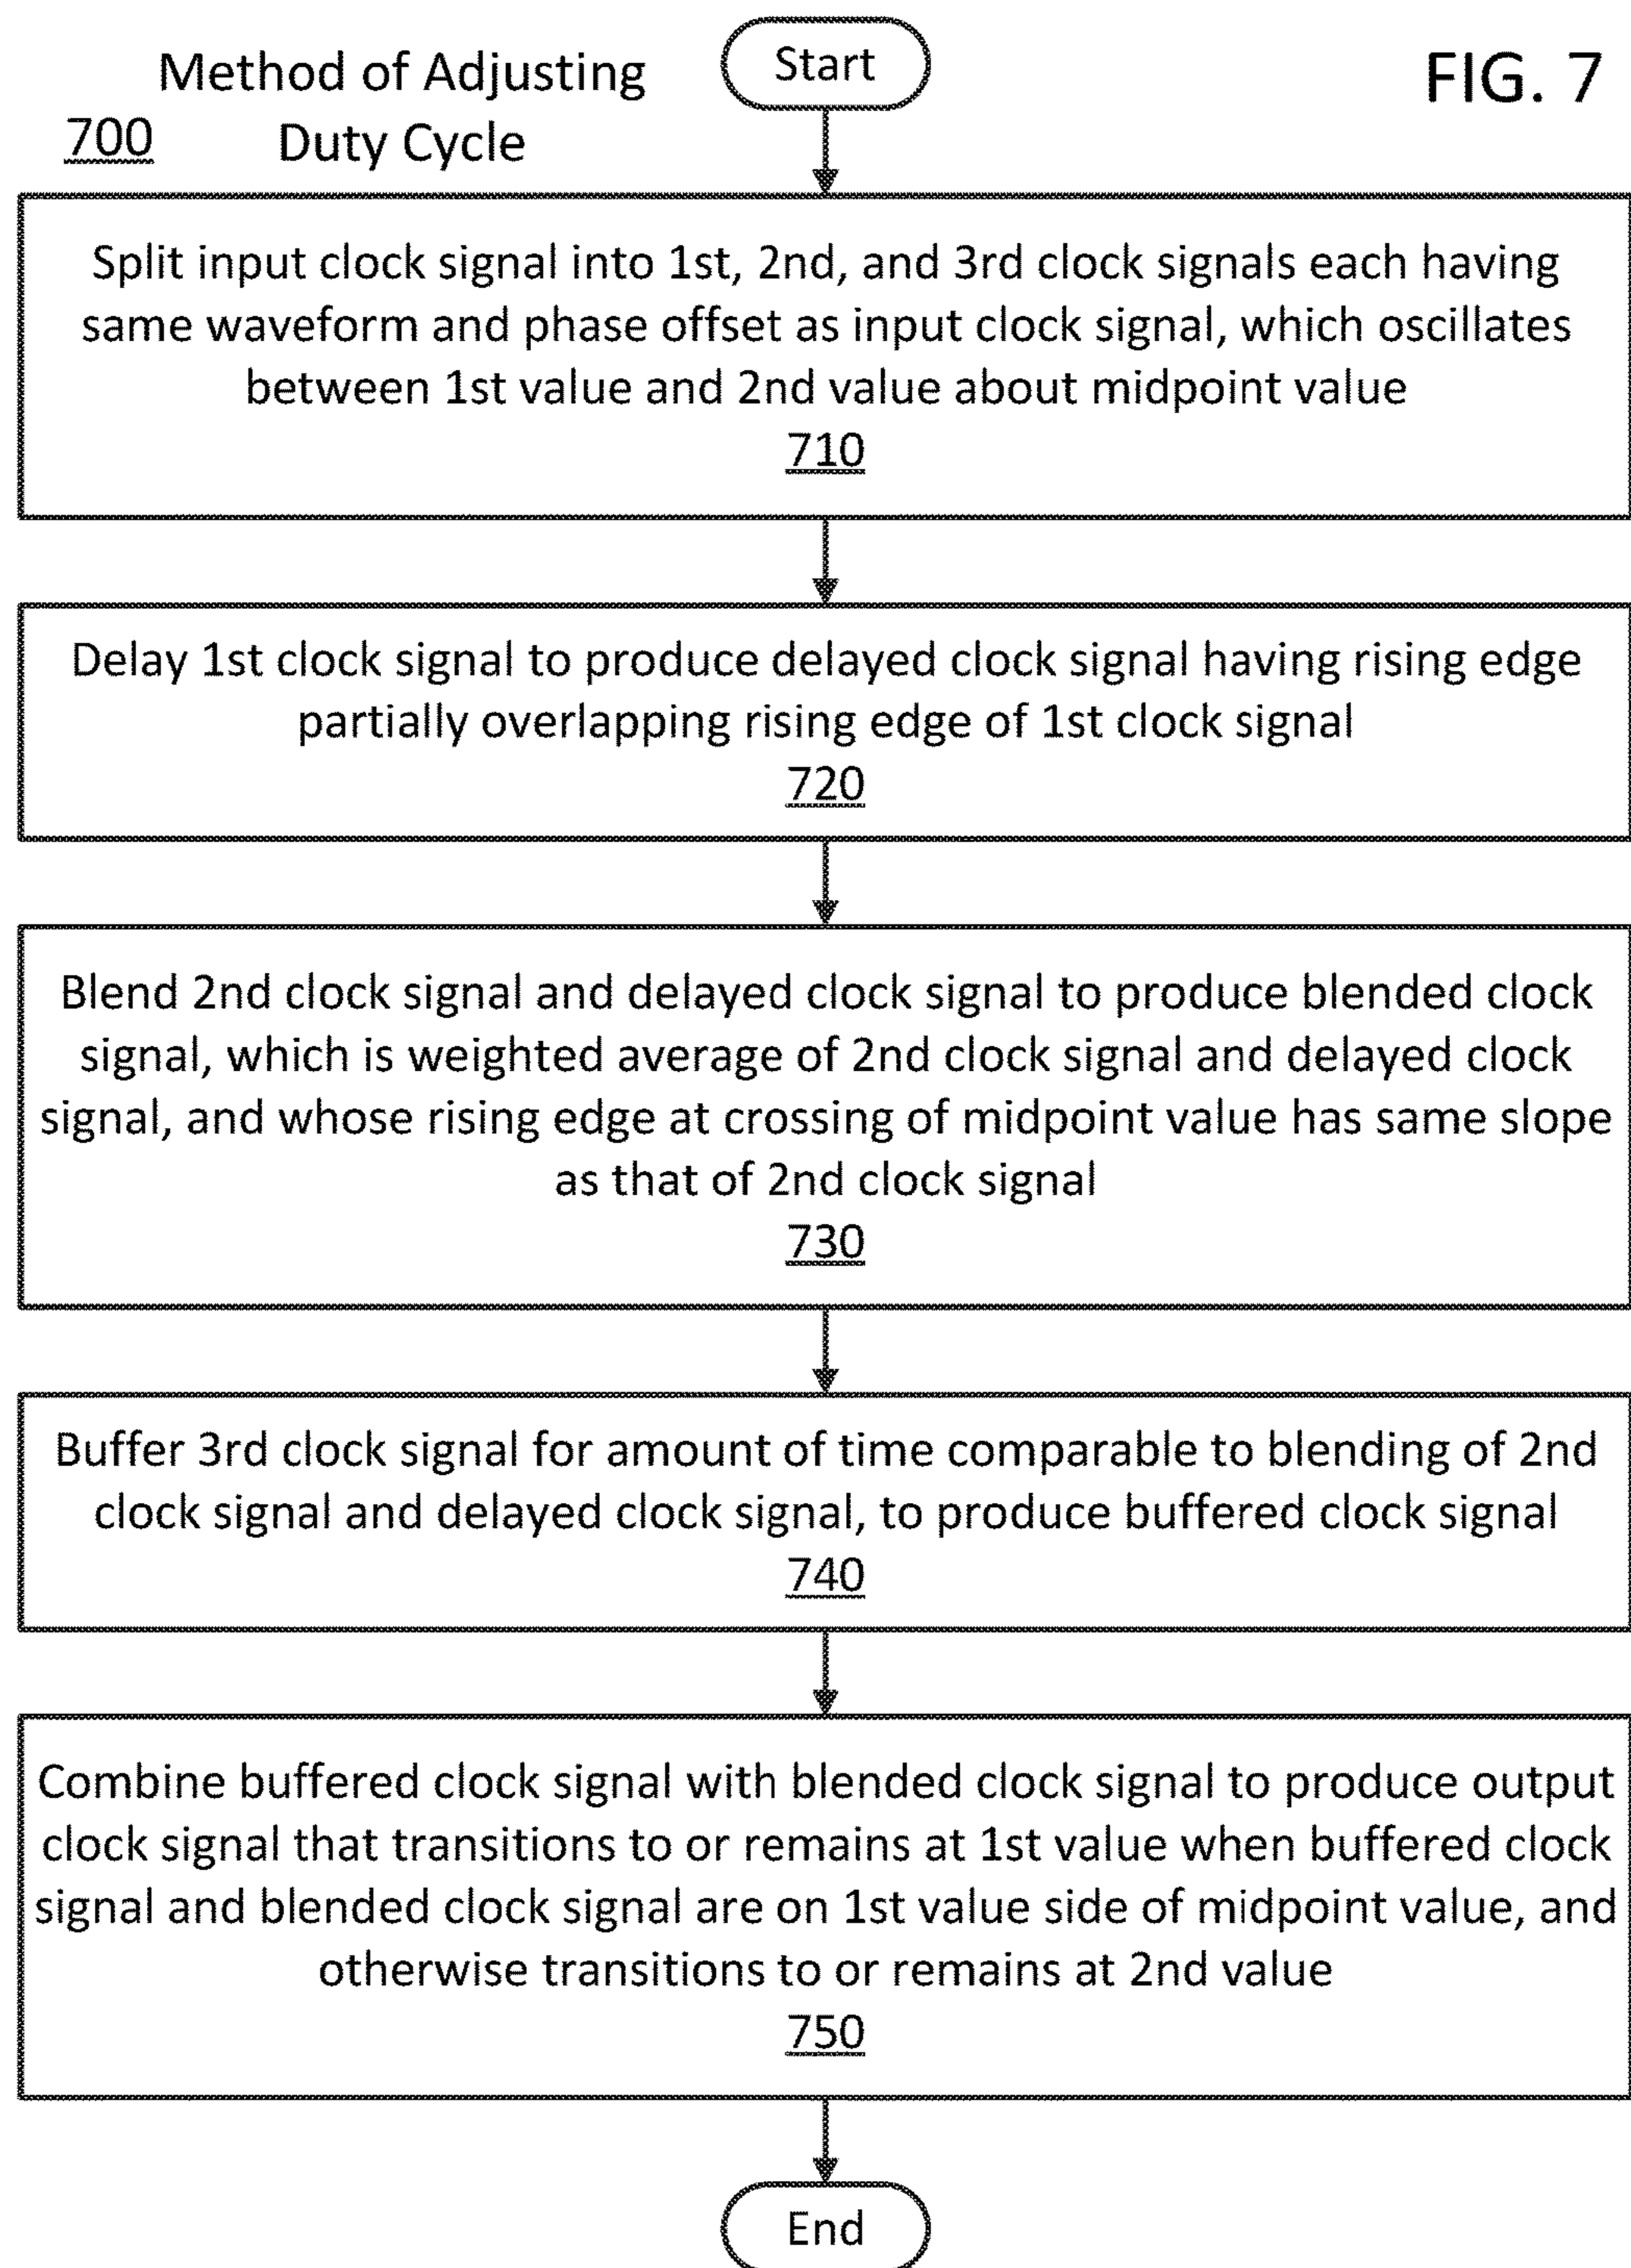 Method of Adjusting
Duty Cycle
700
Start
FIG. 7
Split input clock signal into 1st, 2nd, and 3rd clock signals each having
same waveform and phase offset as input clock signal, which oscillates
between 1st value and 2nd value about midpoint value
710
Delay 1st clock signal to produce delayed clock signal having rising edge
partially overlapping rising edge of 1st clock signal
720
Blend 2nd clock signal and delayed clock signal to produce blended clock
signal, which is weighted average of 2nd clock signal and delayed clock
signal, and whose rising edge at crossing of midpoint value has same slope
as that of 2nd clock signal
730
Buffer 3rd clock signal for amount of time comparable to blending of 2nd
clock signal and delayed clock signal, to produce buffered clock signal
740
Combine buffered clock signal with blended clock signal to produce output
clock signal that transitions to or remains at 1st value when buffered clock
signal and blended clock signal are on 1st value side of midpoint value, and
otherwise transitions to or remains at 2nd value
750
End